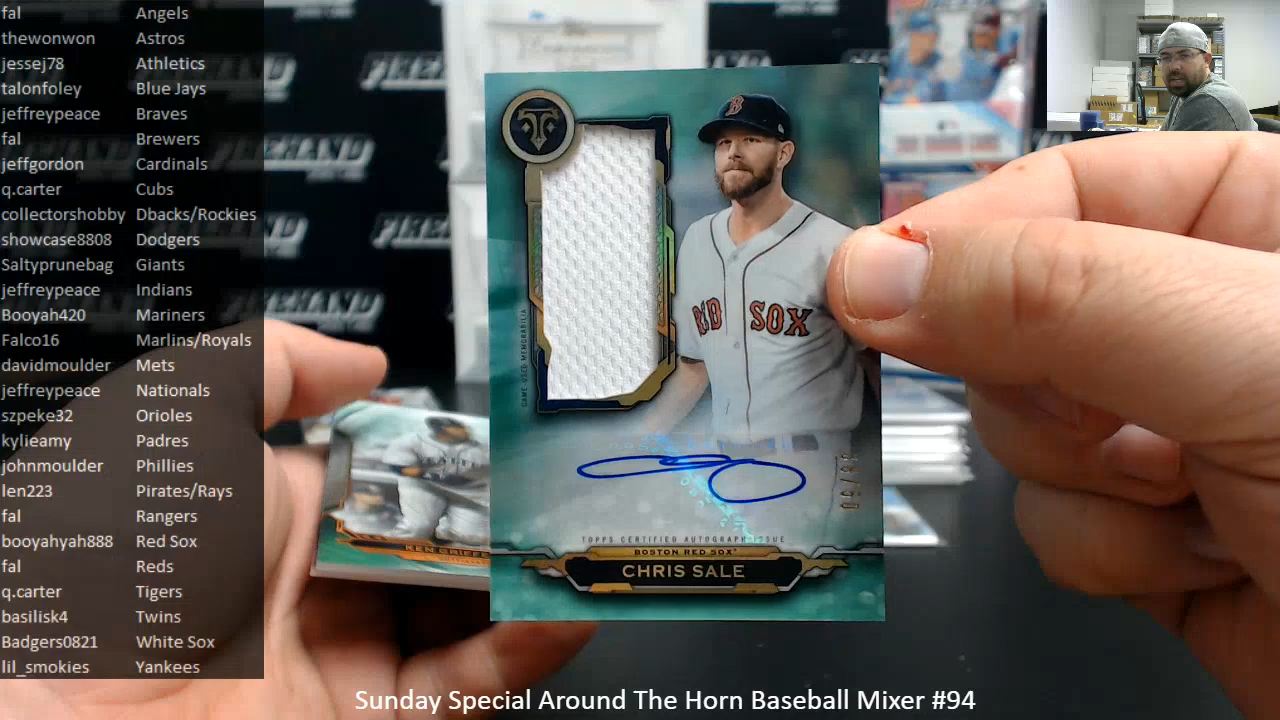 fal Angels
thewonwon Astros
jessej78 Athletics
talonfoley Blue Jays
jeffreypeace Braves
fal Brewers
jeffgordon Cardinals
q.carter Cubs
collectorshobby Dbacks/Rockies
showcase8808 Dodgers
Saltyprunebag Giants
jeffreypeace Indians
Booyah420 Mariners
Falco16 Marlins/Royals
davidmoulder Mets
jeffreypeace Nationals
szpeke32 Orioles
kylieamy Padres
johnmoulder Phillies
len223 Pirates/Rays
fal Rangers
booyahyah888 Red Sox
fal Reds
q.carter Tigers
basilisk4 Twins
Badgers0821 White Sox
lil_smokies Yankees
B
GAME-USED MEMORABILIA
RED SOX
TOPPS CERTIFIED AUTOGRAPH ISSUE
BOSTON RED SOX
CHRIS SALE
KEN
Sunday Special Around The Horn Baseball Mixer #94